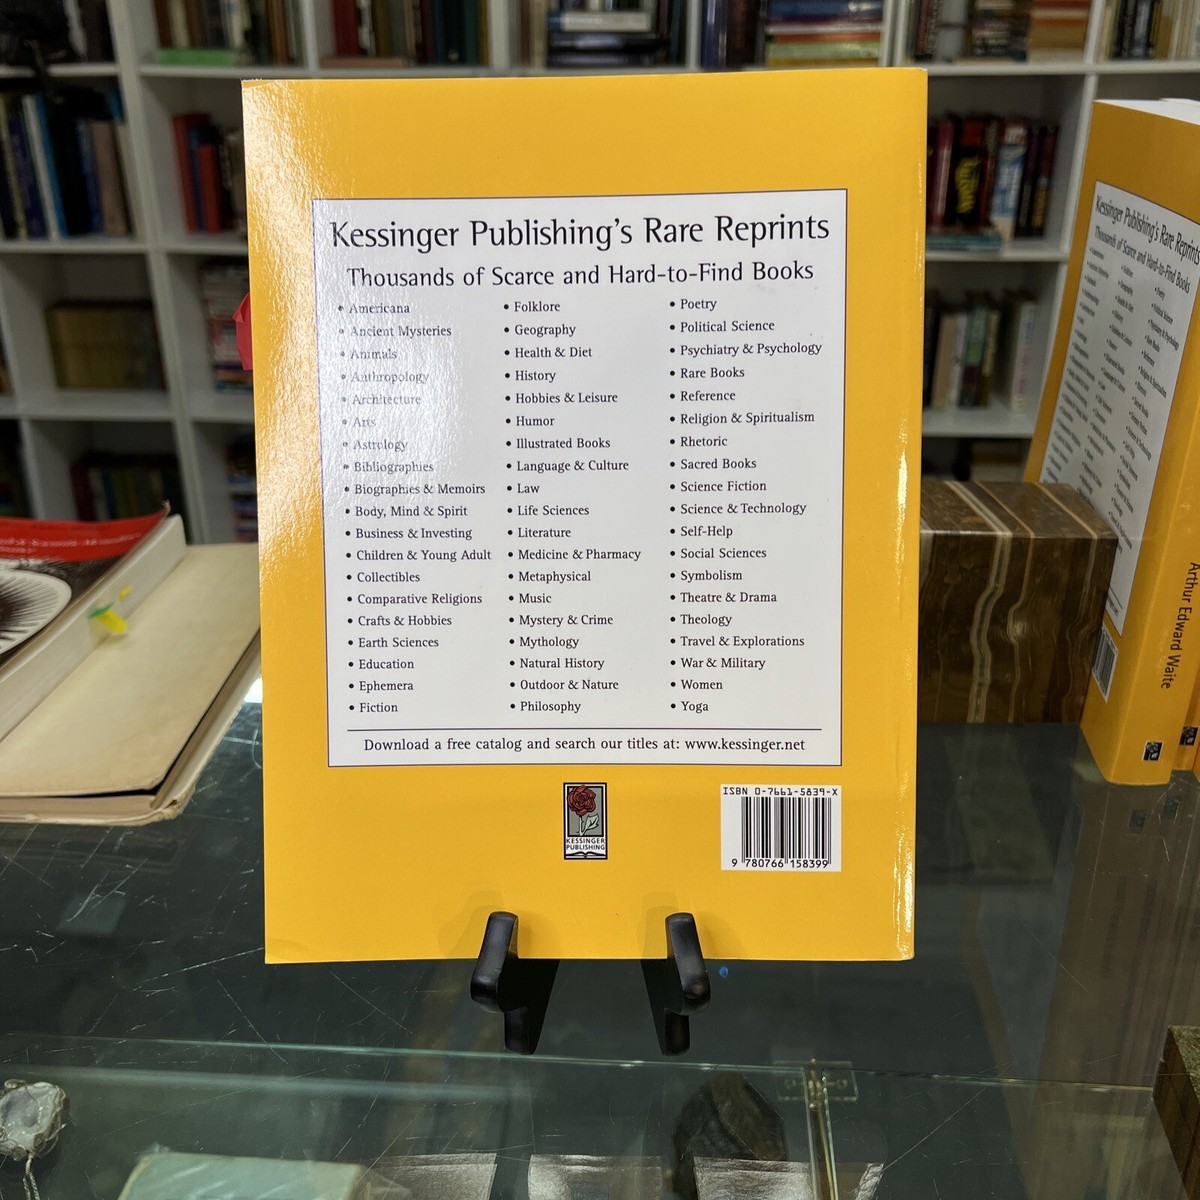 Kessinger Publishing's Rare Reprints
Thousands of Scarce and Hard-to-Find Books
• Americana
• Ancient Mysteries
• Animals
• Anthropology
• Architecture
• Arts
• Astrology
• Bibliographies
• Biographies & Memoirs
• Body, Mind & Spirit
• Business & Investing
• Children & Young Adult
• Collectibles
• Comparative Religions
• Crafts & Hobbies
• Earth Sciences
• Education
• Ephemera
• Fiction
• Folklore
• Geography
• Health & Diet
• History
• Hobbies & Leisure
• Humor
• Illustrated Books
• Language & Culture
• Law
• Life Sciences
• Literature
• Medicine & Pharmacy
• Metaphysical
• Music
• Mystery & Crime
• Mythology
• Natural History
• Outdoor & Nature
• Philosophy
• Poetry
• Political Science
• Psychiatry & Psychology
• Rare Books
• Reference
• Religion & Spiritualism
• Rhetoric
• Sacred Books
• Science Fiction
• Science & Technology
• Self-Help
• Social Sciences
• Symbolism
• Theatre & Drama
• Theology
• Travel & Explorations
• War & Military
• Women
• Yoga
Download a free catalog and search our titles at: www.kessinger.net
KESSINGER
PUBLISHING
ISBN 0-7661-5839-X
9 780766 158399
Kessinger Publishing's Rare Reprints
Thousands of Scarce and Hard-to-Find Books
Arthur Edward Waite